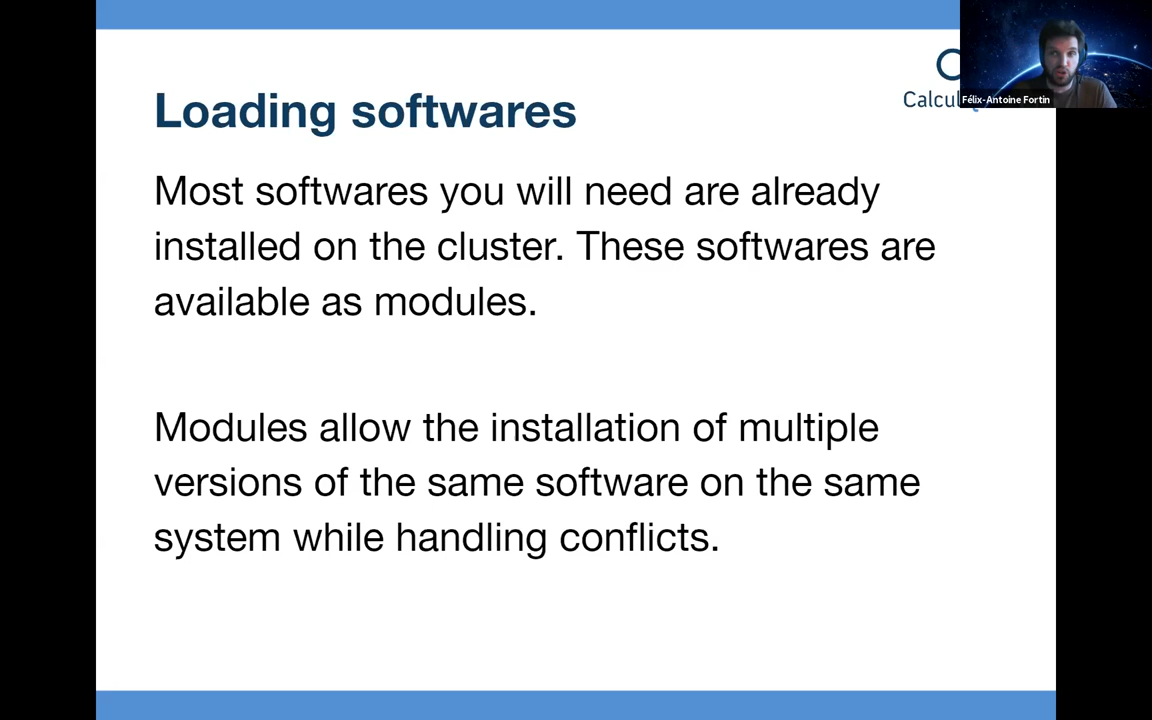 Loading softwares
Calcul
Félix-Antoine Fortin
Most softwares you will need are already
installed on the cluster. These softwares are
available as modules.
Modules allow the installation of multiple
versions of the same software on the same
system while handling conflicts.